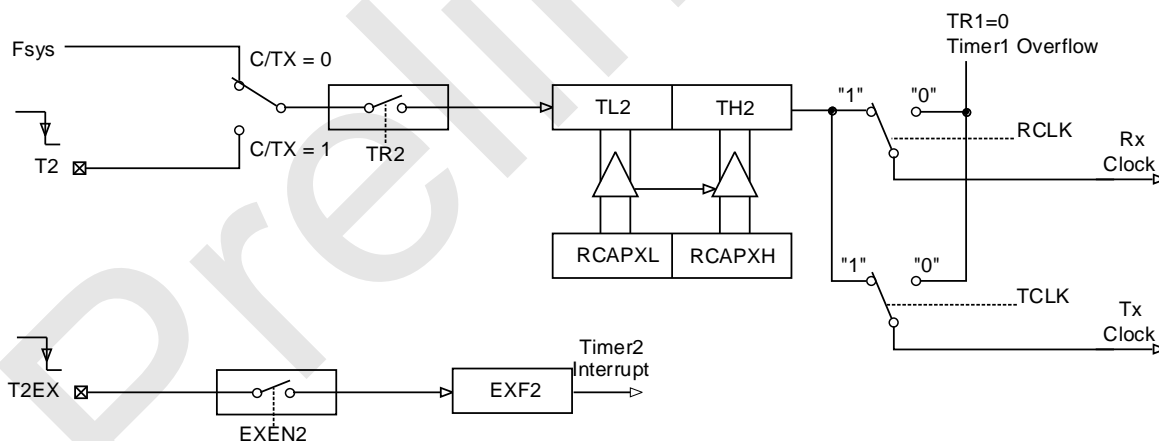 TR1=0
Timer1 Overflow
Fsys
C/TX = 0
TL2
TH2
"1"
"0"
RCLK
C/TX = 1
TR2
T2
Rx
Clock
RCAPXL
RCAPXH
"1"
"0"
TCLK
Tx
Clock
Timer2
Interrupt
T2EX
EXF2
EXEN2